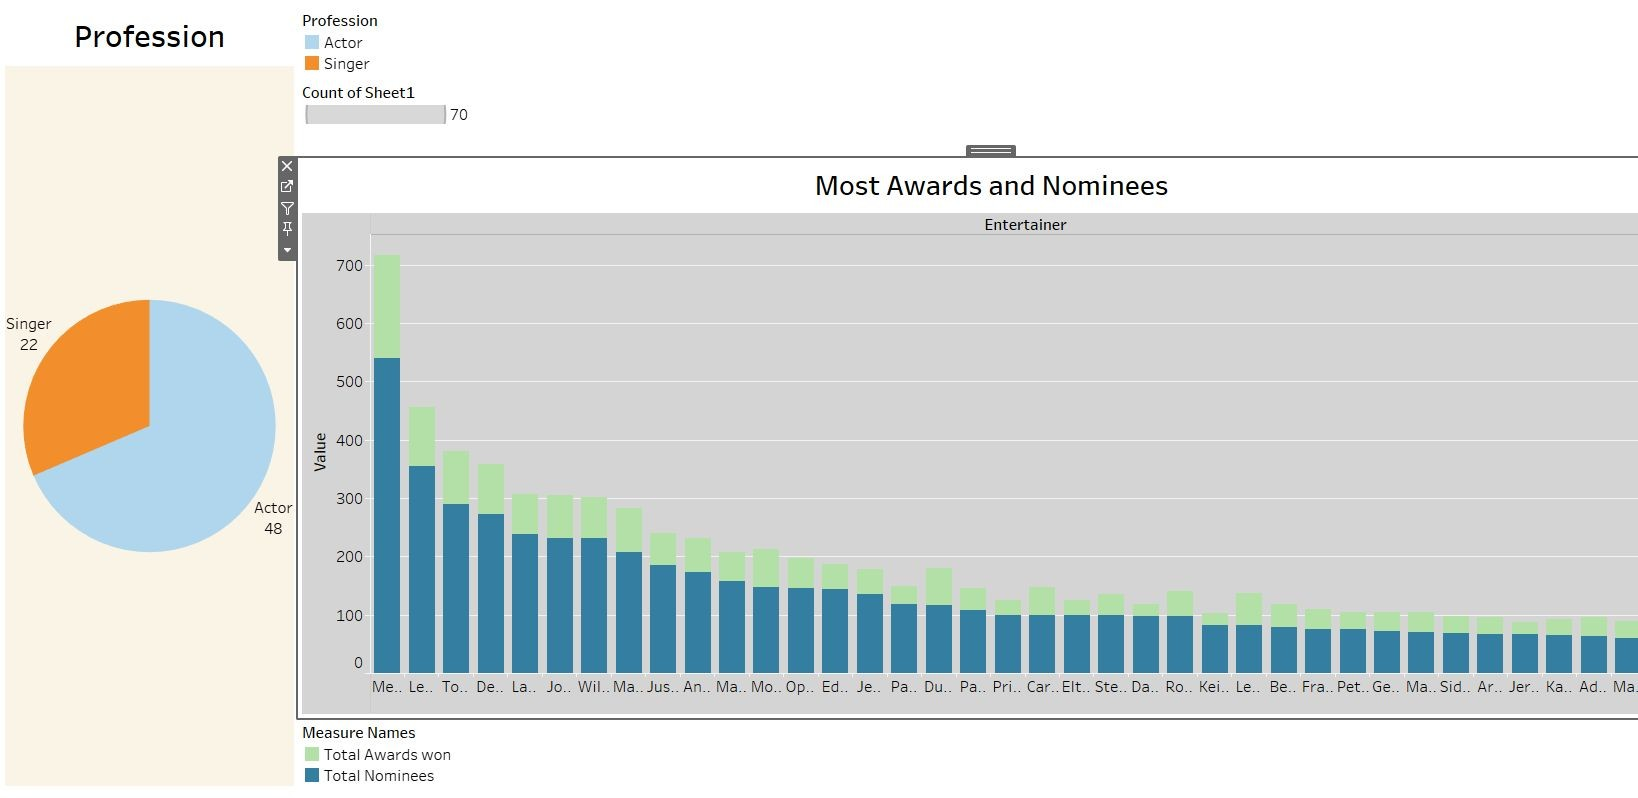 Profession
Singer
22
Actor
48
Profession
Actor
Singer
Count of Sheet1
70
Most Awards and Nominees
Entertainer
Value
700
600
500
400
300
200
100
0
Me.. Le.. To.. De.. La.. Jo.. Wil.. Ma.. Jus.. An.. Ma.. Mo.. Op.. Ed.. Je.. Pa.. Du.. Pa.. Pri.. Car.. Elt.. Ste.. Da.. Ro.. Kei.. Le.. Be.. Fra.. Pet.. Ge.. Ma.. Sid.. Ar.. Jer.. Ka.. Ad.. Ma.
Measure Names
Total Awards won
Total Nominees